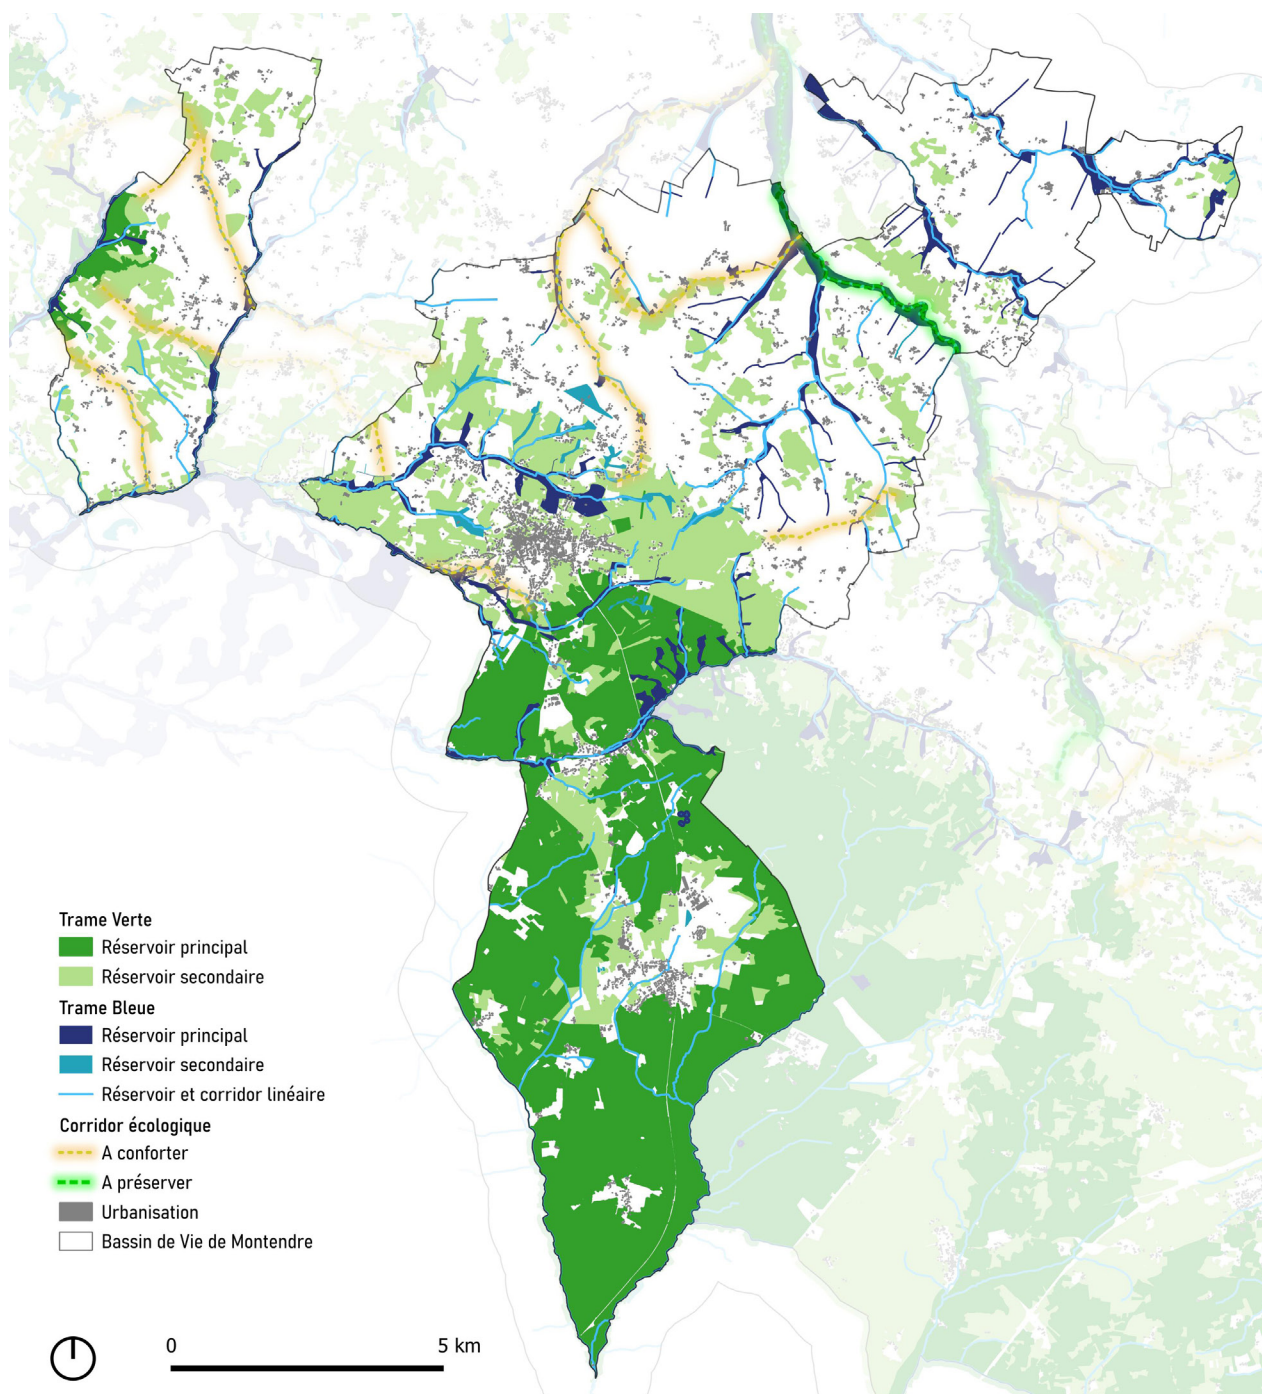 Trame Verte
Réservoir principal
Réservoir secondaire
Trame Bleue
Réservoir principal
Réservoir secondaire
Réservoir et corridor linéaire
Corridor écologique
A conforter
A préserver
Urbanisation
Bassin de Vie de Montendre
0 5 km